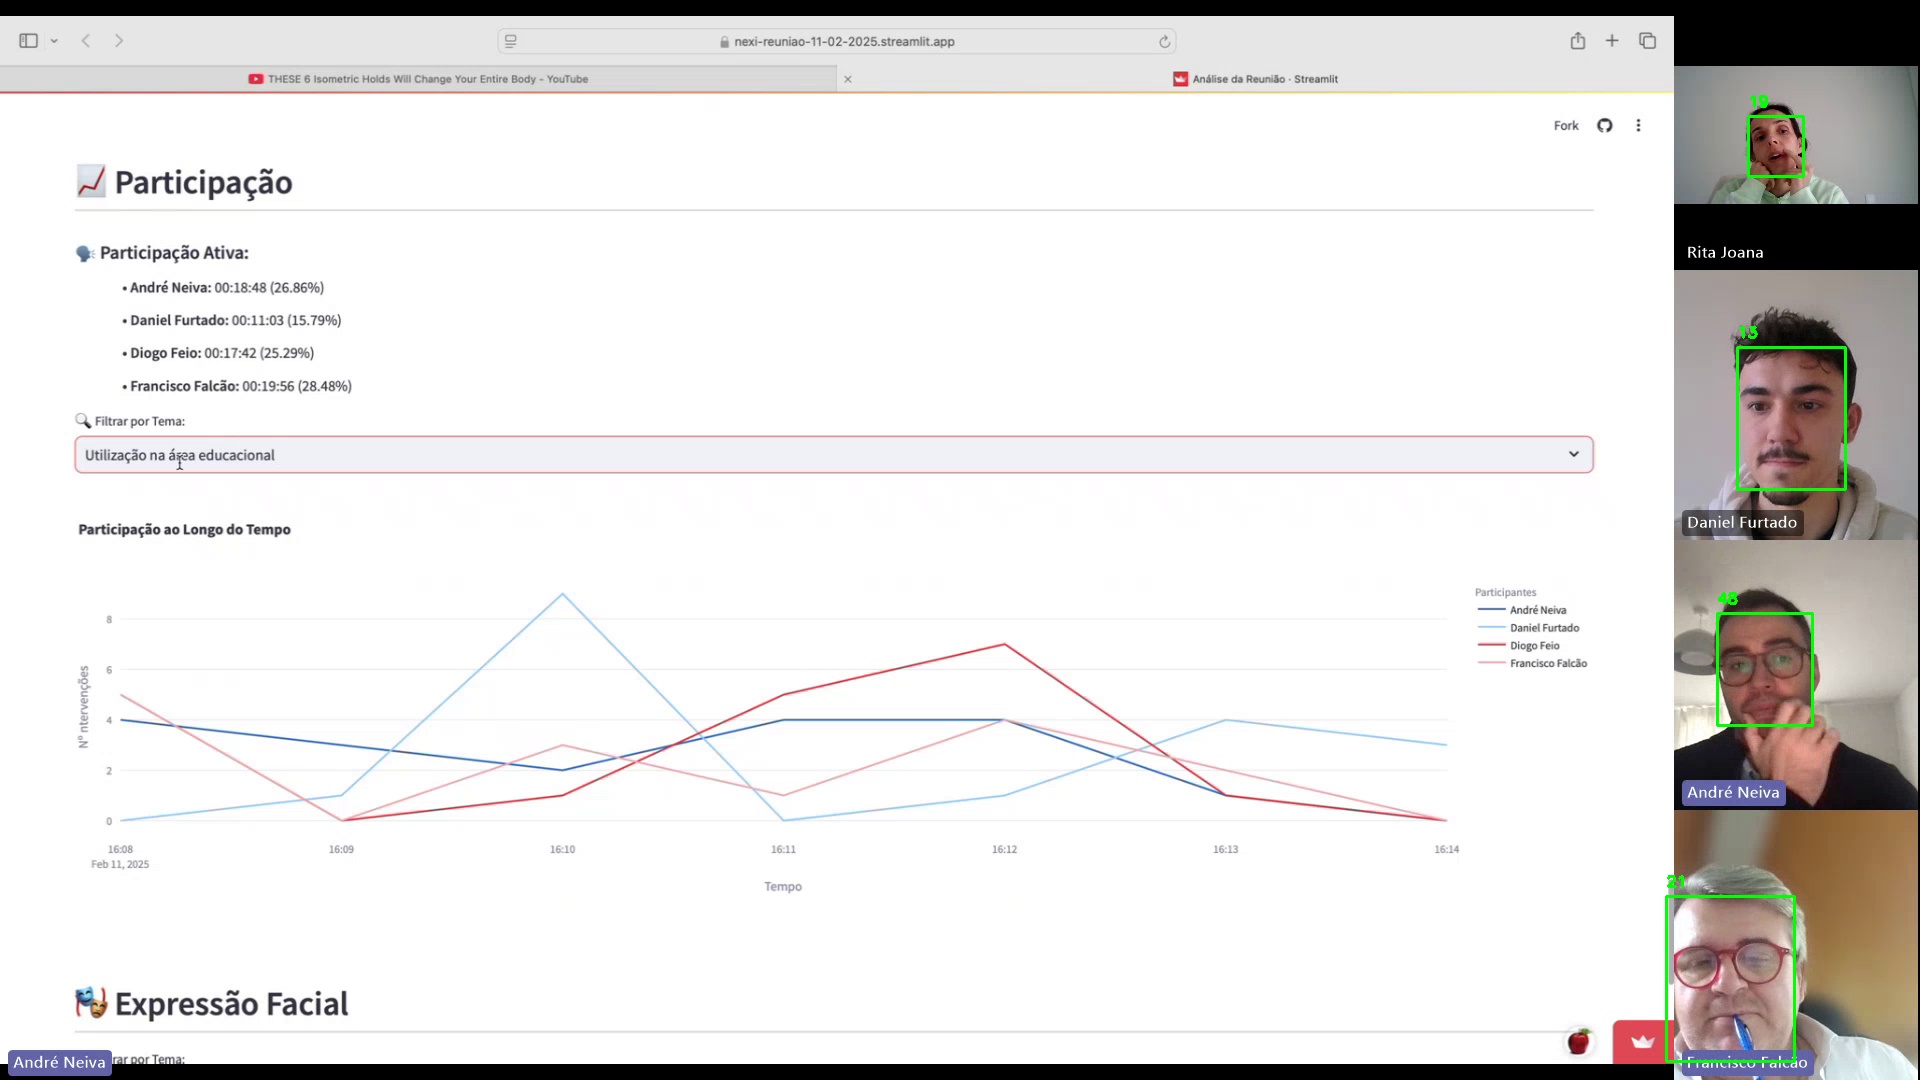 nexi-reuniao-11-02-2025.streamlit.app
THESE 6 Isometric Holds Will Change Your Entire Body - YouTube
Análise da Reunião · Streamlit
Fork
Participação
Participação Ativa:
• André Neiva: 00:18:48 (26.86%)
• Daniel Furtado: 00:11:03 (15.79%)
• Diogo Feio: 00:17:42 (25.29%)
• Francisco Falcão: 00:19:56 (28.48%)
Filtrar por Tema:
Utilização na área educacional
Participação ao Longo do Tempo
Participantes
André Neiva
Daniel Furtado
Diogo Feio
Francisco Falcão
Nº ntervenções
8
6
4
2
0
16:08
Feb 11, 2025
16:09
16:10
16:11
16:12
16:13
16:14
Tempo
Expressão Facial
rar por Tema:
André Neiva
19
Rita Joana
Daniel Furtado
André Neiva
21
Francisco Falcão